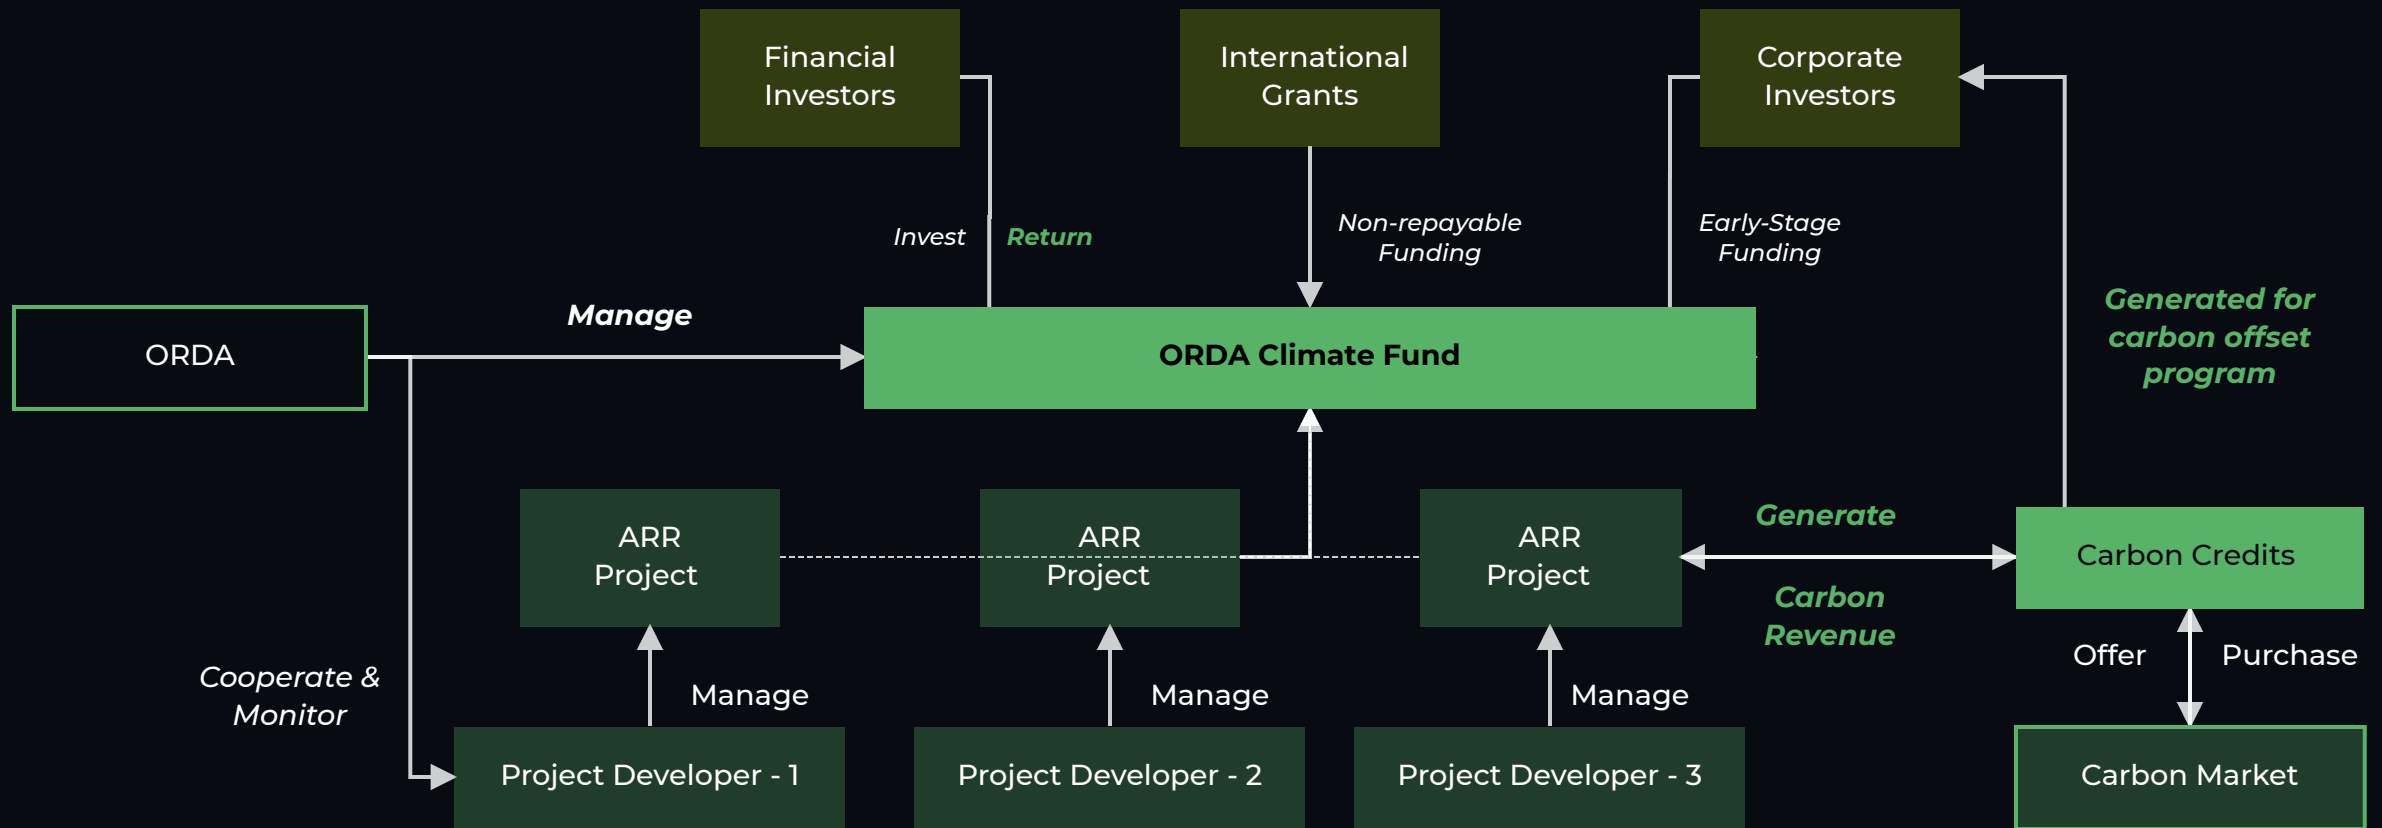 Financial
Investors
International
Grants
Corporate
Investors
Invest
Return
Non-repayable
Funding
Early-Stage
Funding
Generated for
carbon offset
program
ORDA
Manage
ORDA Climate Fund
ARR
Project
ARR
Project
ARR
Project
Generate
Carbon
Revenue
Carbon Credits
Cooperate &
Monitor
Manage
Manage
Manage
Offer
Purchase
Project Developer - 1
Project Developer - 2
Project Developer - 3
Carbon Market